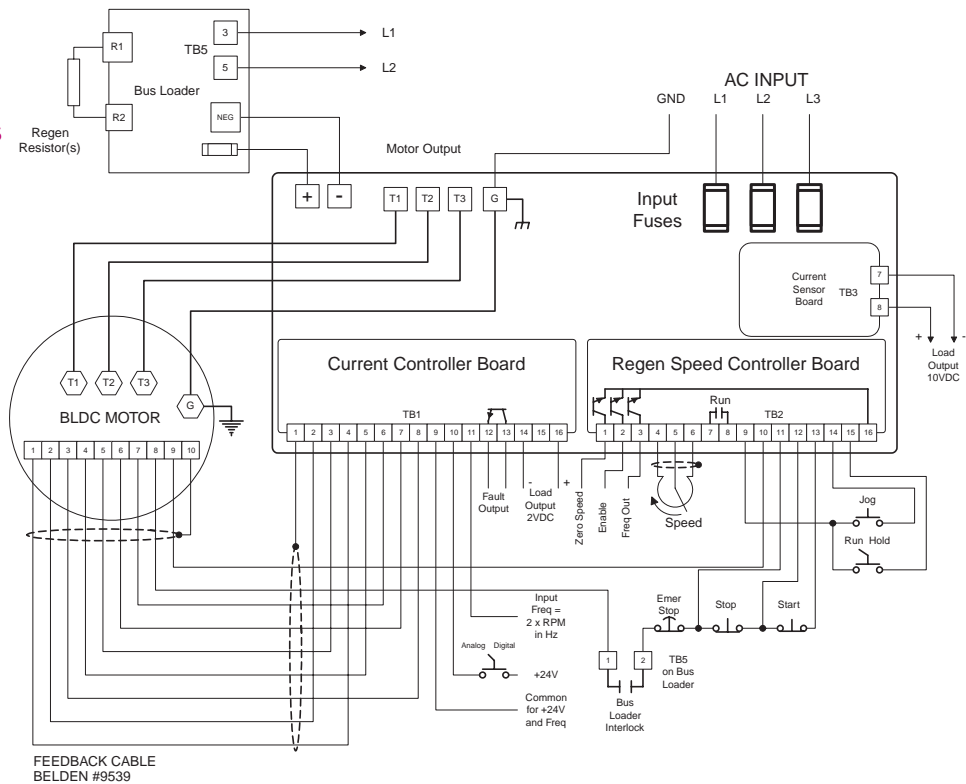 3
L1
R1
TB5
5
L2
Bus Loader
AC INPUT
R2
NEG
GND
L1
L2
L3
Regen
Resistor(s)
Motor Output
+
-
T1
T2
T3
G
Input
Fuses
Current
Sensor
Board
TB3
7
8
+
-
Load
Output
10VDC
Current Controller Board
Regen Speed Controller Board
T1
T2
T3
G
BLDC MOTOR
TB1
Run
TB2
1 2 3 4 5 6 7 8 9 10 11 12 13 14 15 16
1 2 3 4 5 6 7 8 9 10 11 12 13 14 15 16
1 2 3 4 5 6 7 8 9 10
Fault
Output
-
+
Load
Output
2VDC
Zero Speed
Enable
Freq Out
Speed
Jog
Run Hold
Input
Freq =
2 x RPM
in Hz
Emer
Stop
Stop
Start
Analog Digital
+24V
1
2
TB5
on Bus
Loader
Common
for +24V
and Freq
Bus
Loader
Interlock
FEEDBACK CABLE
BELDEN #9539